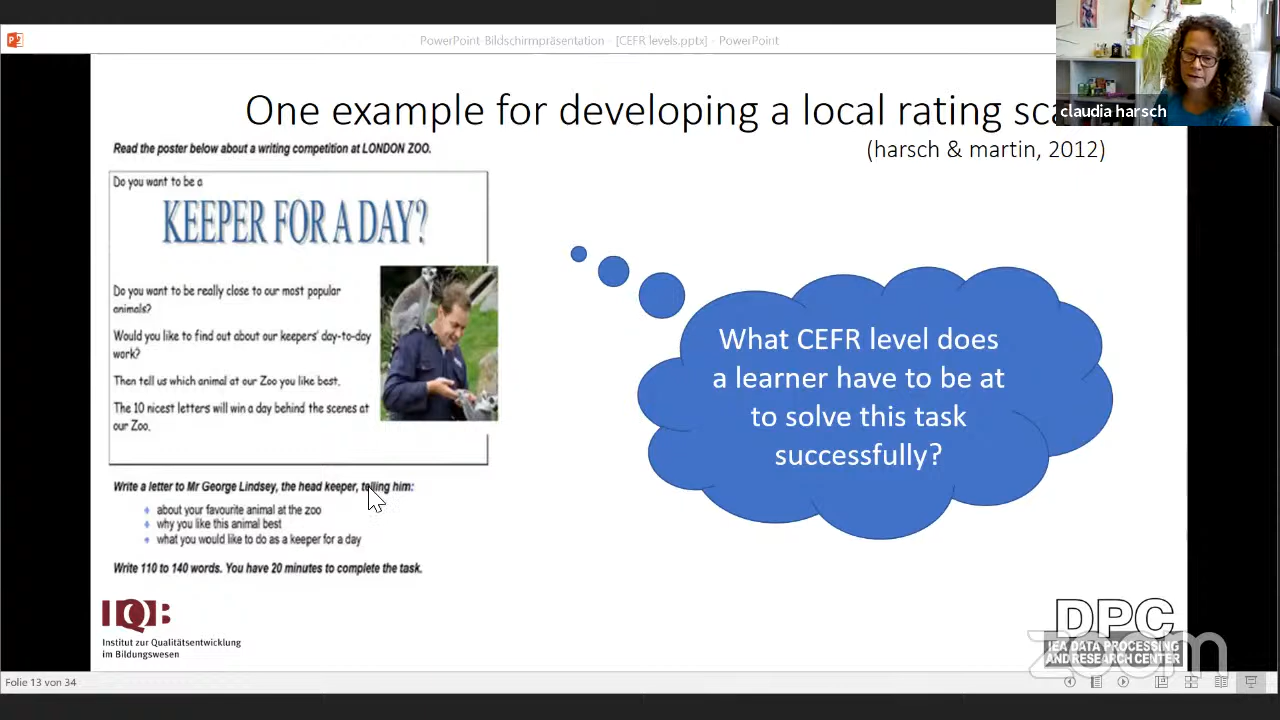 PowerPoint-Bildschirmpräsentation - [CEFR levels.pptx] - PowerPoint
claudia harsch
One example for developing a local rating sca
(harsch & martin, 2012)
Read the poster below about a writing competition at LONDON ZOO.
Do you want to be a
KEEPER FOR A DAY?
Do you want to be really close to our most popular
animals?
Would you like to find out about our keepers' day-to-day
work?
Then tell us which animal at our Zoo you like best.
The 10 nicest letters will win a day behind the scenes at
our Zoo.
Write a letter to Mr George Lindsey, the head keeper, telling him:
about your favourite animal at the zoo
why you like this animal best
what you would like to do as a keeper for a day
Write 110 to 140 words. You have 20 minutes to complete the task.
What CEFR level does
a learner have to be at
to solve this task
successfully?
IQB
Institut zur Qualitätsentwicklung
im Bildungswesen
DPC
IEA DATA PROCESSING
AND RESEARCH CENTER
zoom
Folie 13 von 34